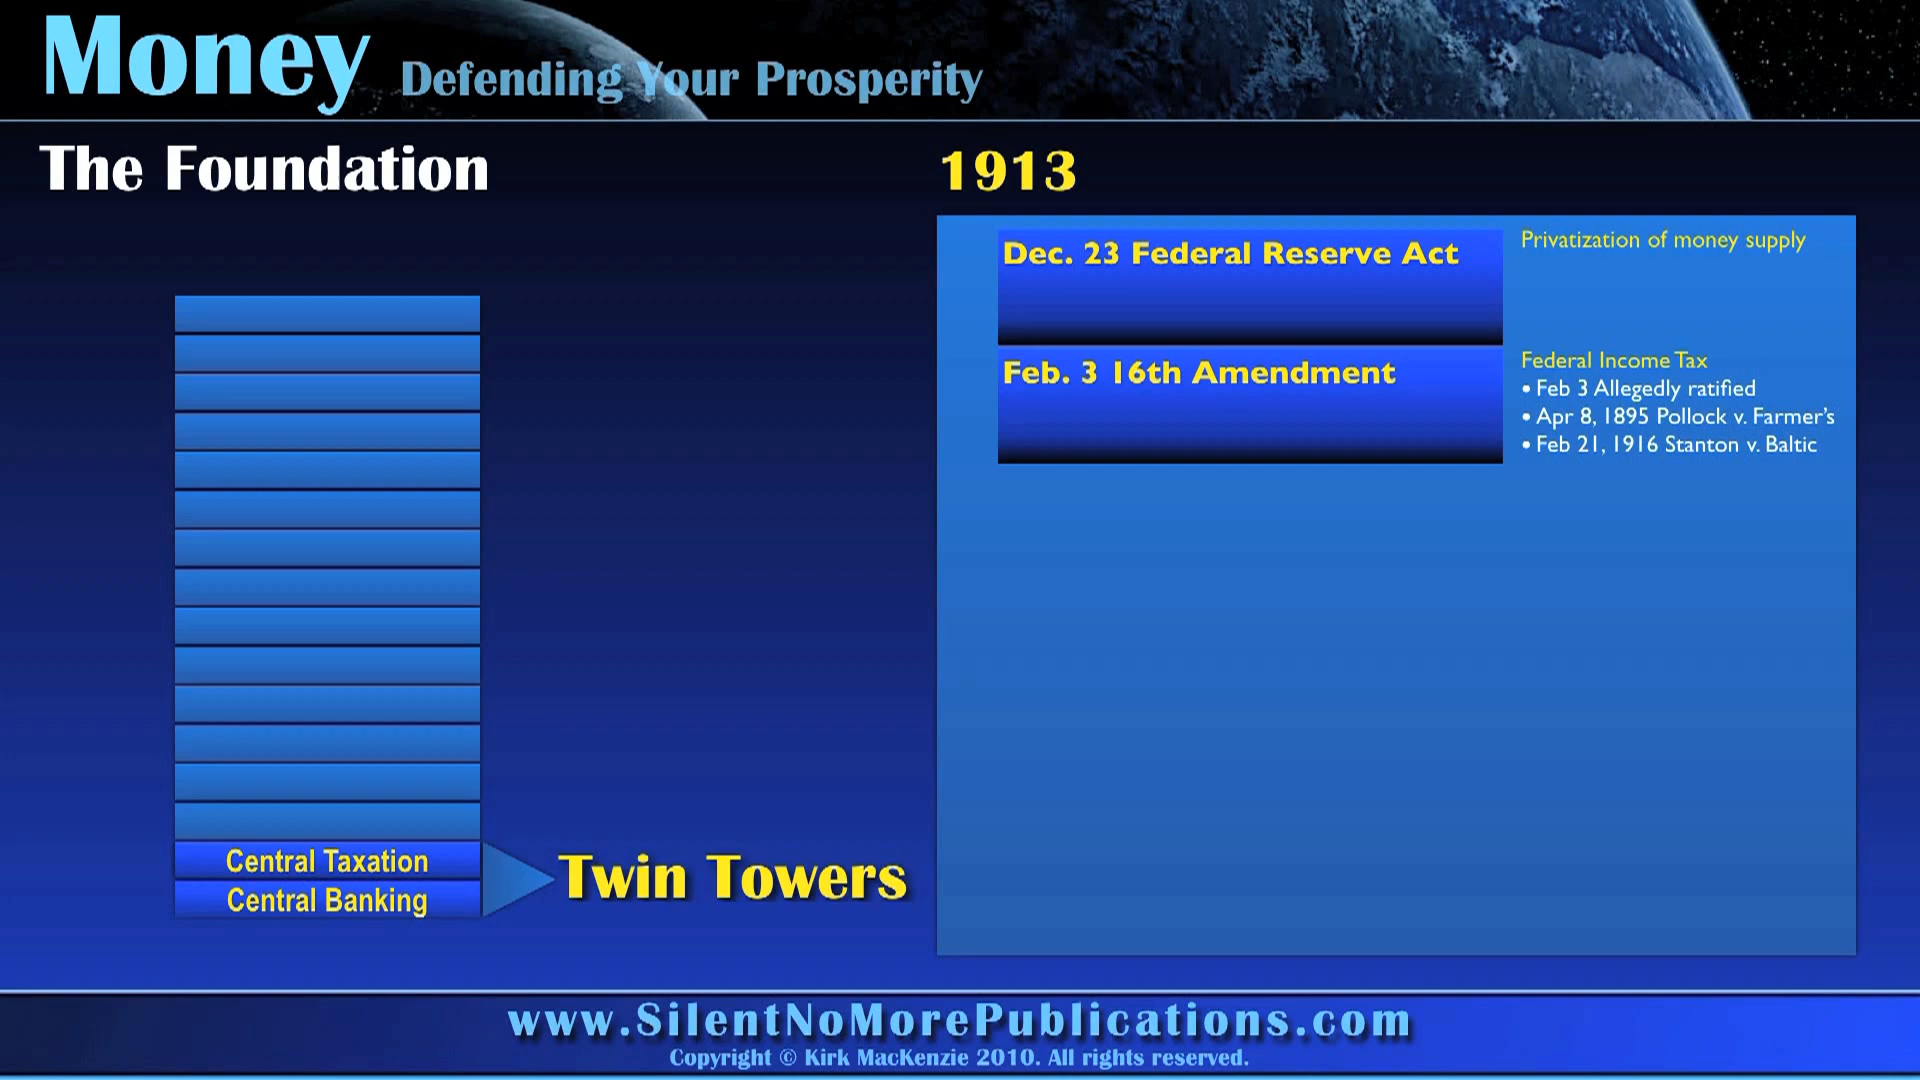 Money Defending Your Prosperity
The Foundation
1913
Dec. 23 Federal Reserve Act
Privatization of money supply
Feb. 3 16th Amendment
Federal Income Tax
• Feb 3 Allegedly ratified
• Apr 8, 1895 Pollock v. Farmer's
• Feb 21, 1916 Stanton v. Baltic
Central Taxation
Central Banking
Twin Towers
www.SilentNoMorePublications.com
Copyright © Kirk MacKenzie 2010. All rights reserved.